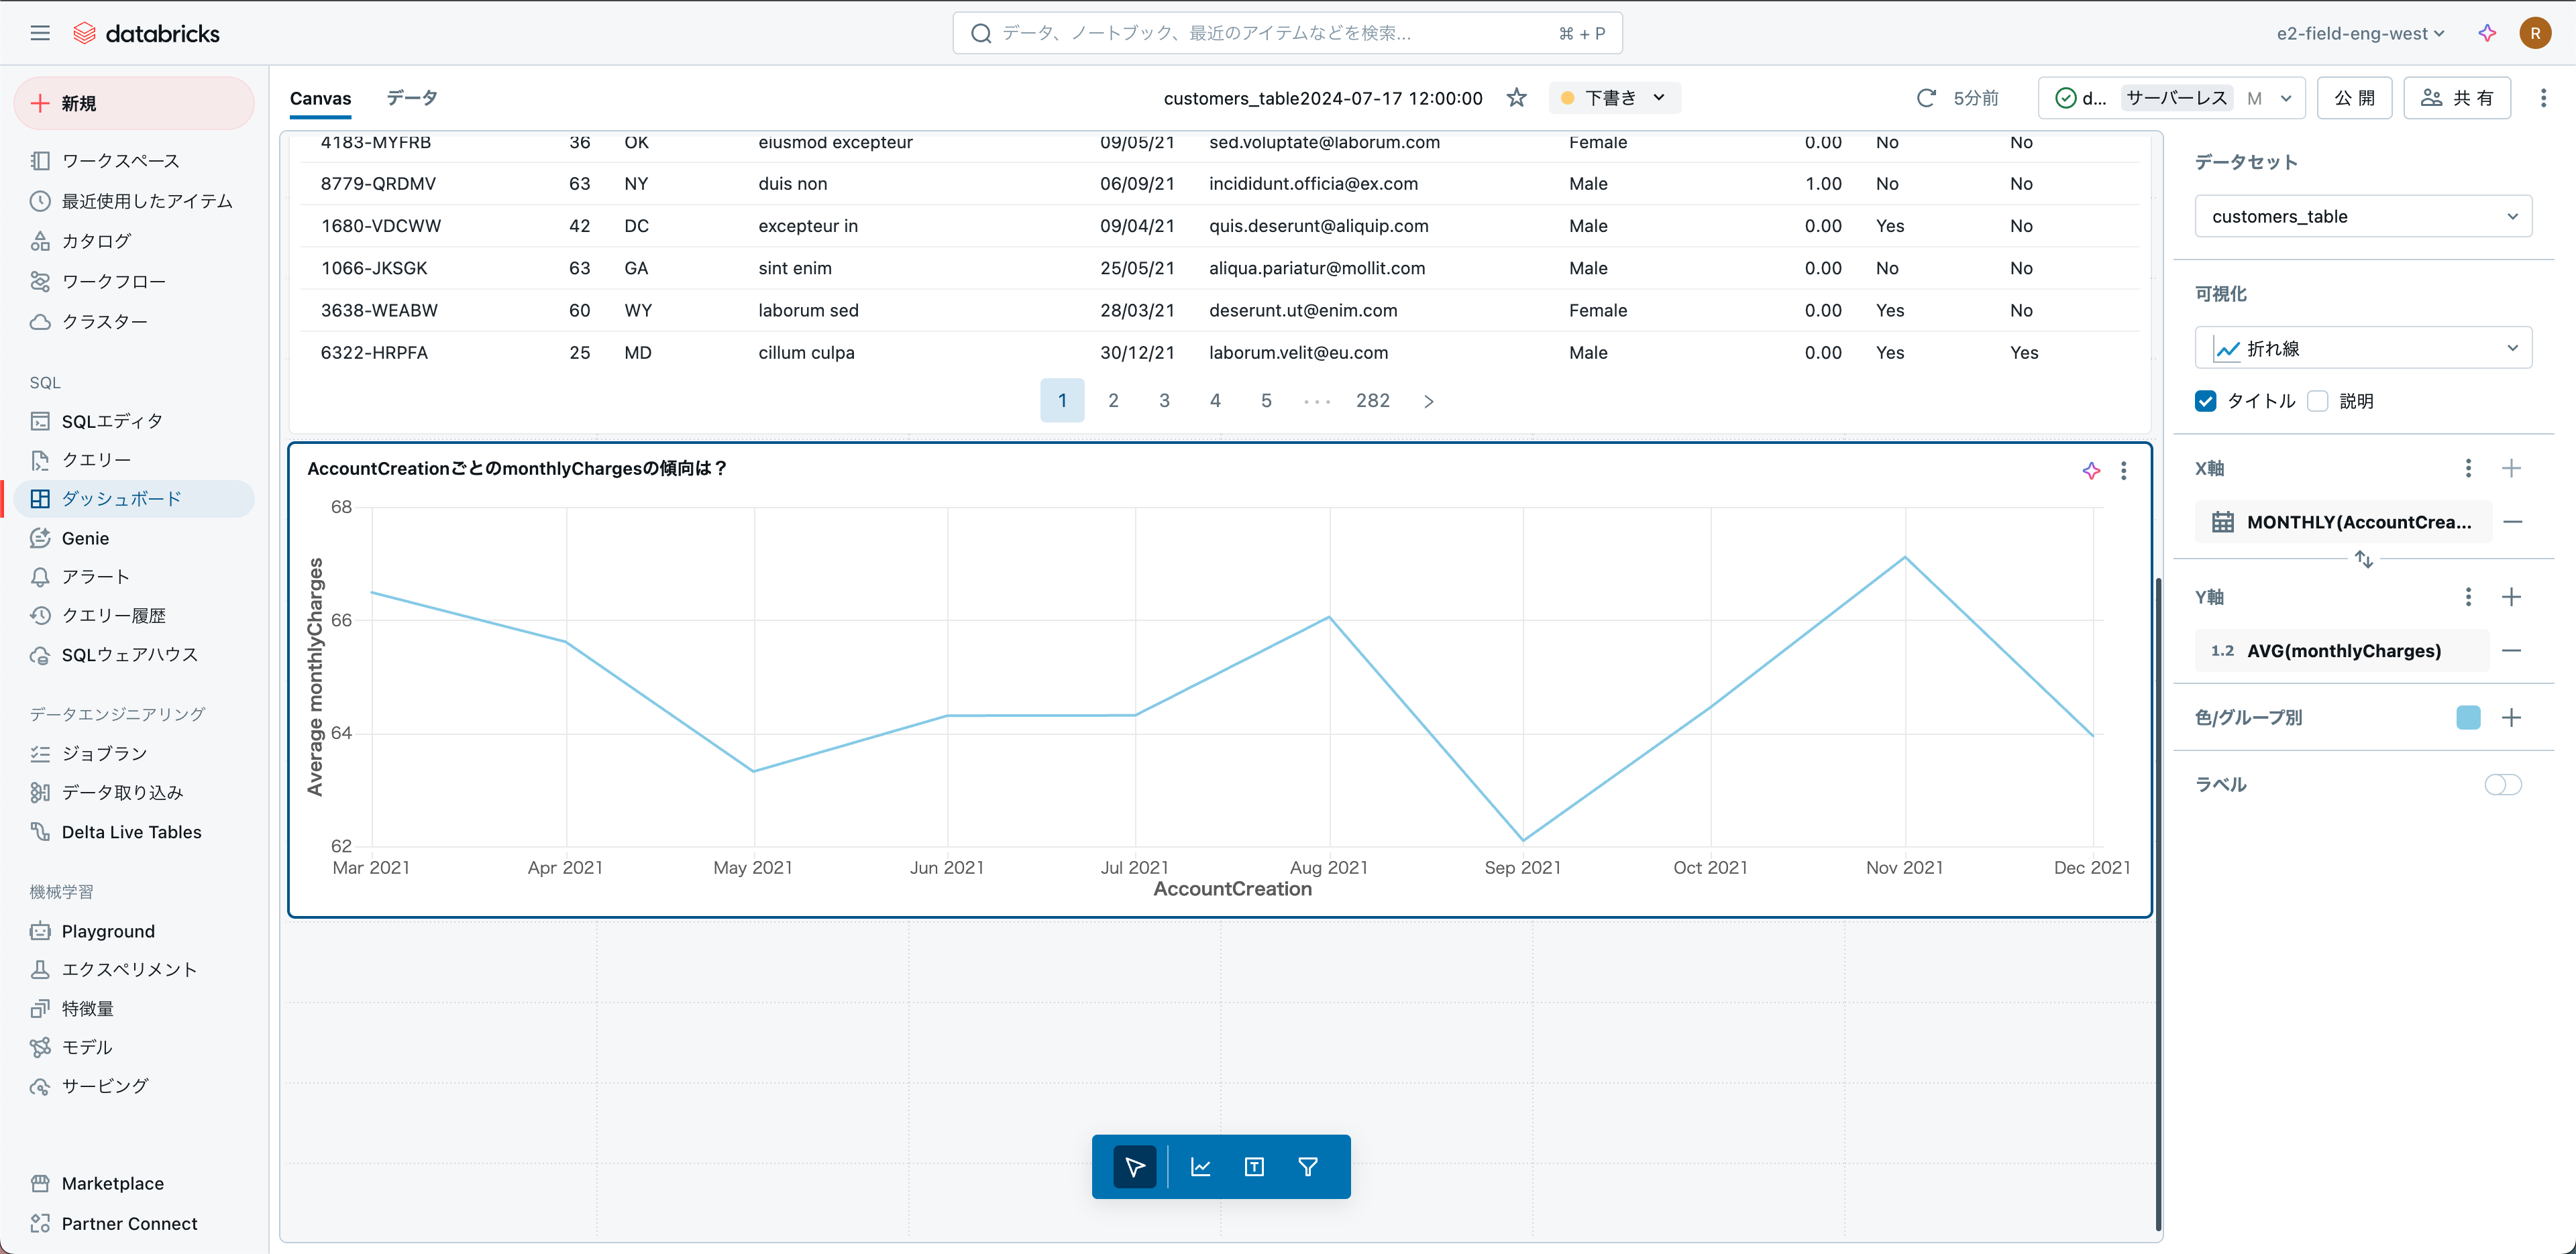 databricks
データ、ノートブック、最近のアイテムなどを検索...
⌘ + P
e2-field-eng-west
R
新規
ワークスペース
最近使用したアイテム
カタログ
ワークフロー
クラスター
SQL
SQLエディタ
クエリー
ダッシュボード
Genie
アラート
クエリー履歴
SQLウェアハウス
データエンジニアリング
ジョブラン
データ取り込み
Delta Live Tables
機械学習
Playground
エクスペリメント
特徴量
モデル
サービング
Marketplace
Partner Connect
Canvas データ
customers_table2024-07-17 12:00:00
下書き
5分前
d... サーバーレス M
公開
共有
4183-MYFRB 36 OK eiusmod excepteur 09/05/21 sed.voluptate@laborum.com Female 0.00 No No
8779-QRDMV 63 NY duis non 06/09/21 incididunt.officia@ex.com Male 1.00 No No
1680-VDCWW 42 DC excepteur in 09/04/21 quis.deserunt@aliquip.com Male 0.00 Yes No
1066-JKSGK 63 GA sint enim 25/05/21 aliqua.pariatur@mollit.com Male 0.00 No No
3638-WEABW 60 WY laborum sed 28/03/21 deserunt.ut@enim.com Female 0.00 Yes No
6322-HRPFA 25 MD cillum culpa 30/12/21 laborum.velit@eu.com Male 0.00 Yes Yes
1 2 3 4 5 ··· 282 >
AccountCreationごとのmonthlyChargesの傾向は？
Average monthlyCharges
68
66
64
62
Mar 2021 Apr 2021 May 2021 Jun 2021 Jul 2021 Aug 2021 Sep 2021 Oct 2021 Nov 2021 Dec 2021
AccountCreation
データセット
customers_table
可視化
折れ線
タイトル 説明
X軸
MONTHLY(AccountCrea...
Y軸
1.2 AVG(monthlyCharges)
色/グループ別
ラベル